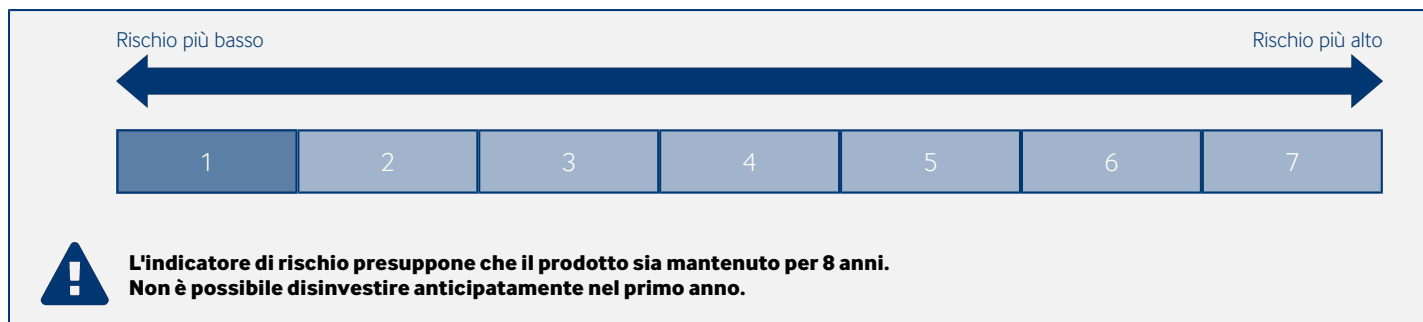 Rischio più basso Rischio più alto
1 2 3 4 5 6 7
L'indicatore di rischio presuppone che il prodotto sia mantenuto per 8 anni.
Non è possibile disinvestire anticipatamente nel primo anno.